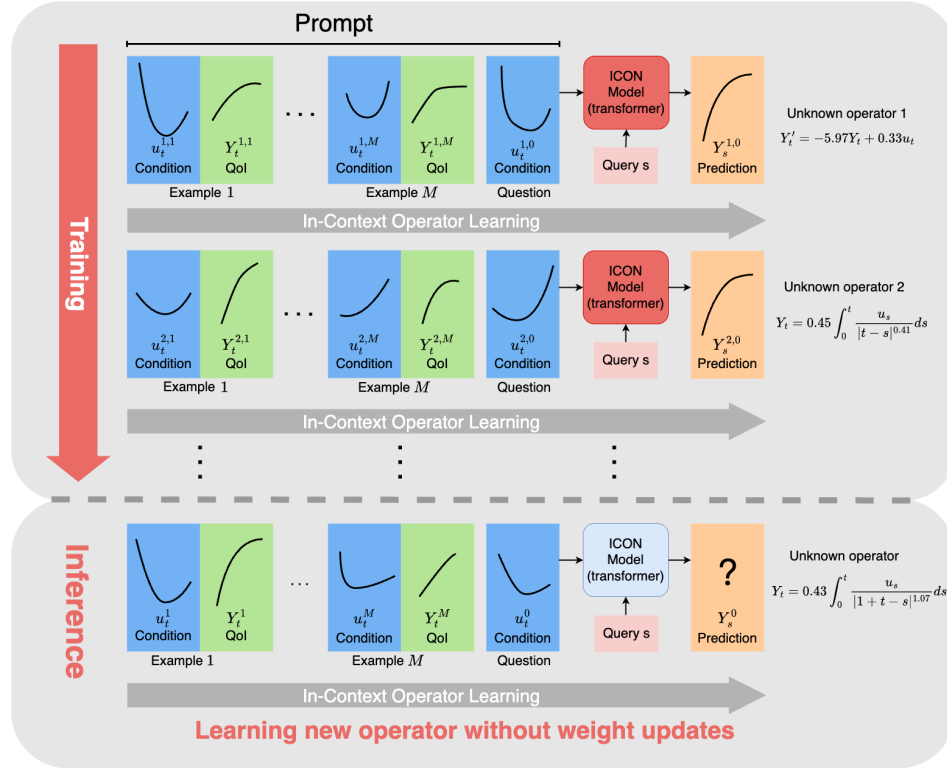 Prompt
Training
ICON
Model
(transformer)
$u_t^{1,1}$ $Y_t^{1,1}$ ... $u_t^{1,M}$ $Y_t^{1,M}$ $u_t^{1,0}$ $Y_s^{1,0}$
Condition QoI Condition QoI Condition Query s Prediction
Example 1 Example $M$ Question
Unknown operator 1
$Y_t' = -5.97Y_t + 0.33u_t$
In-Context Operator Learning
ICON
Model
(transformer)
$u_t^{2,1}$ $Y_t^{2,1}$ ... $u_t^{2,M}$ $Y_t^{2,M}$ $u_t^{2,0}$ $Y_s^{2,0}$
Condition QoI Condition QoI Condition Query s Prediction
Example 1 Example $M$ Question
Unknown operator 2
$Y_t = 0.45 \int_0^t \frac{u_s}{|t-s|^{0.41}} ds$
In-Context Operator Learning
Inference
ICON
Model
(transformer)
?
$u_t^1$ $Y_t^1$ ... $u_t^M$ $Y_t^M$ $u_t^0$ $Y_s^0$
Condition QoI Condition QoI Condition Query s Prediction
Example 1 Example $M$ Question
Unknown operator
$Y_t = 0.43 \int_0^t \frac{u_s}{|1+t-s|^{1.07}} ds$
In-Context Operator Learning
Learning new operator without weight updates